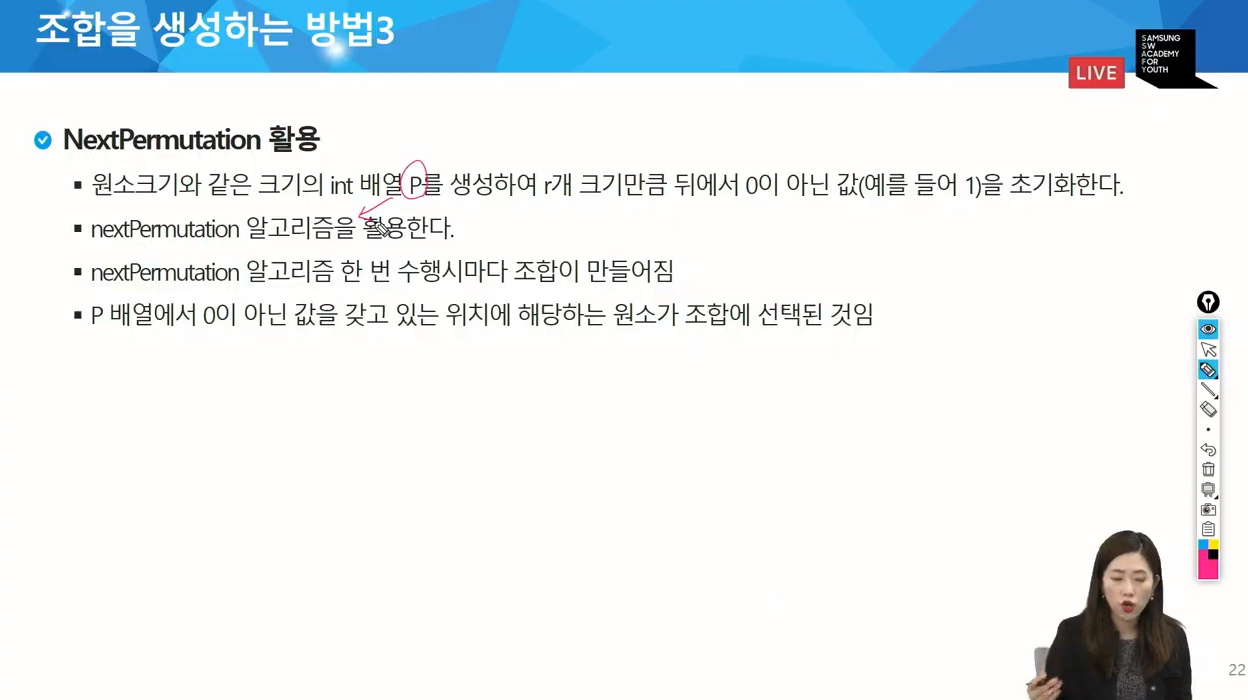 조합을 생성하는 방법3
SAMSUNG
SW
ACADEMY
FOR
YOUTH
LIVE
NextPermutation 활용
▪ 원소크기와 같은 크기의 int 배열 P를 생성하여 r개 크기만큼 뒤에서 0이 아닌 값(예를 들어 1)을 초기화한다.
▪ nextPermutation 알고리즘을 활용한다.
▪ nextPermutation 알고리즘 한 번 수행시마다 조합이 만들어짐
▪ P 배열에서 0이 아닌 값을 갖고 있는 위치에 해당하는 원소가 조합에 선택된 것임
22